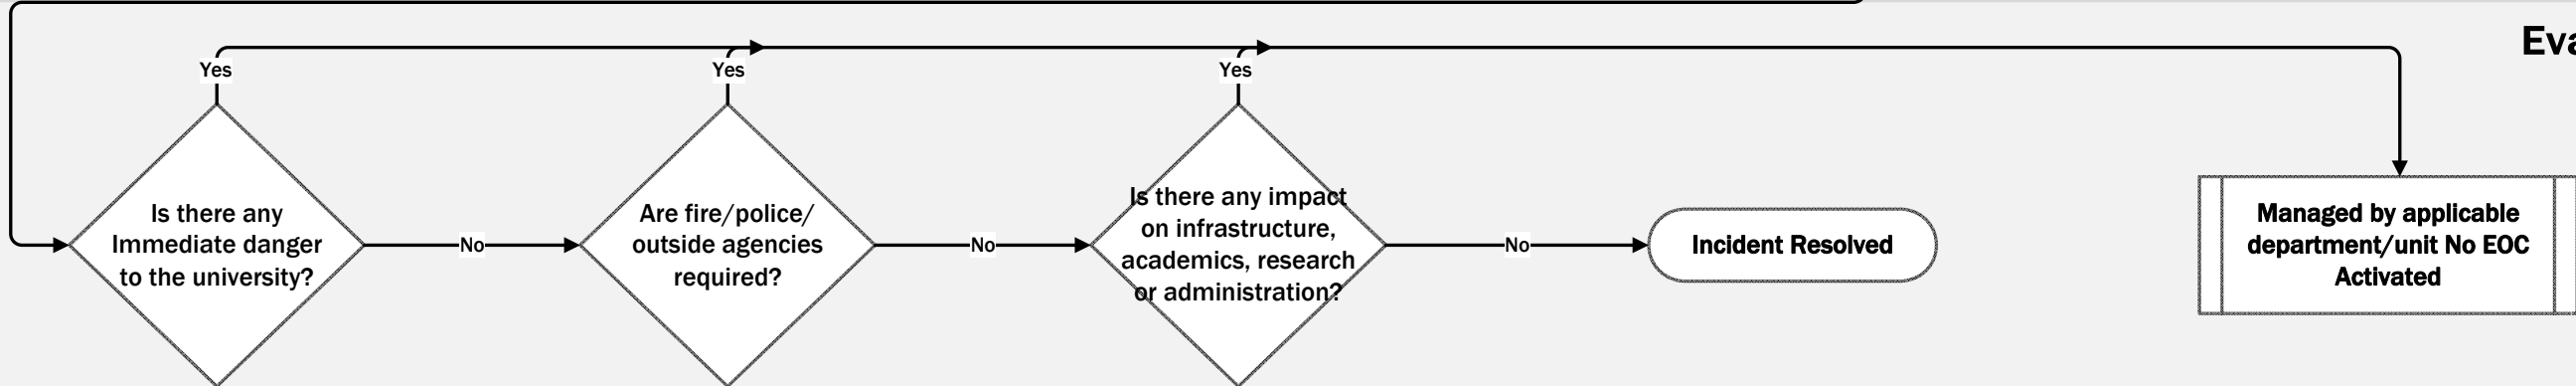 Eva
Yes
Yes
Yes
Is there any
Immediate danger
to the university?
No
Are fire/police/
outside agencies
required?
No
Is there any impact
on infrastructure,
academics, research
or administration?
No
Incident Resolved
Managed by applicable
department/unit No EOC
Activated